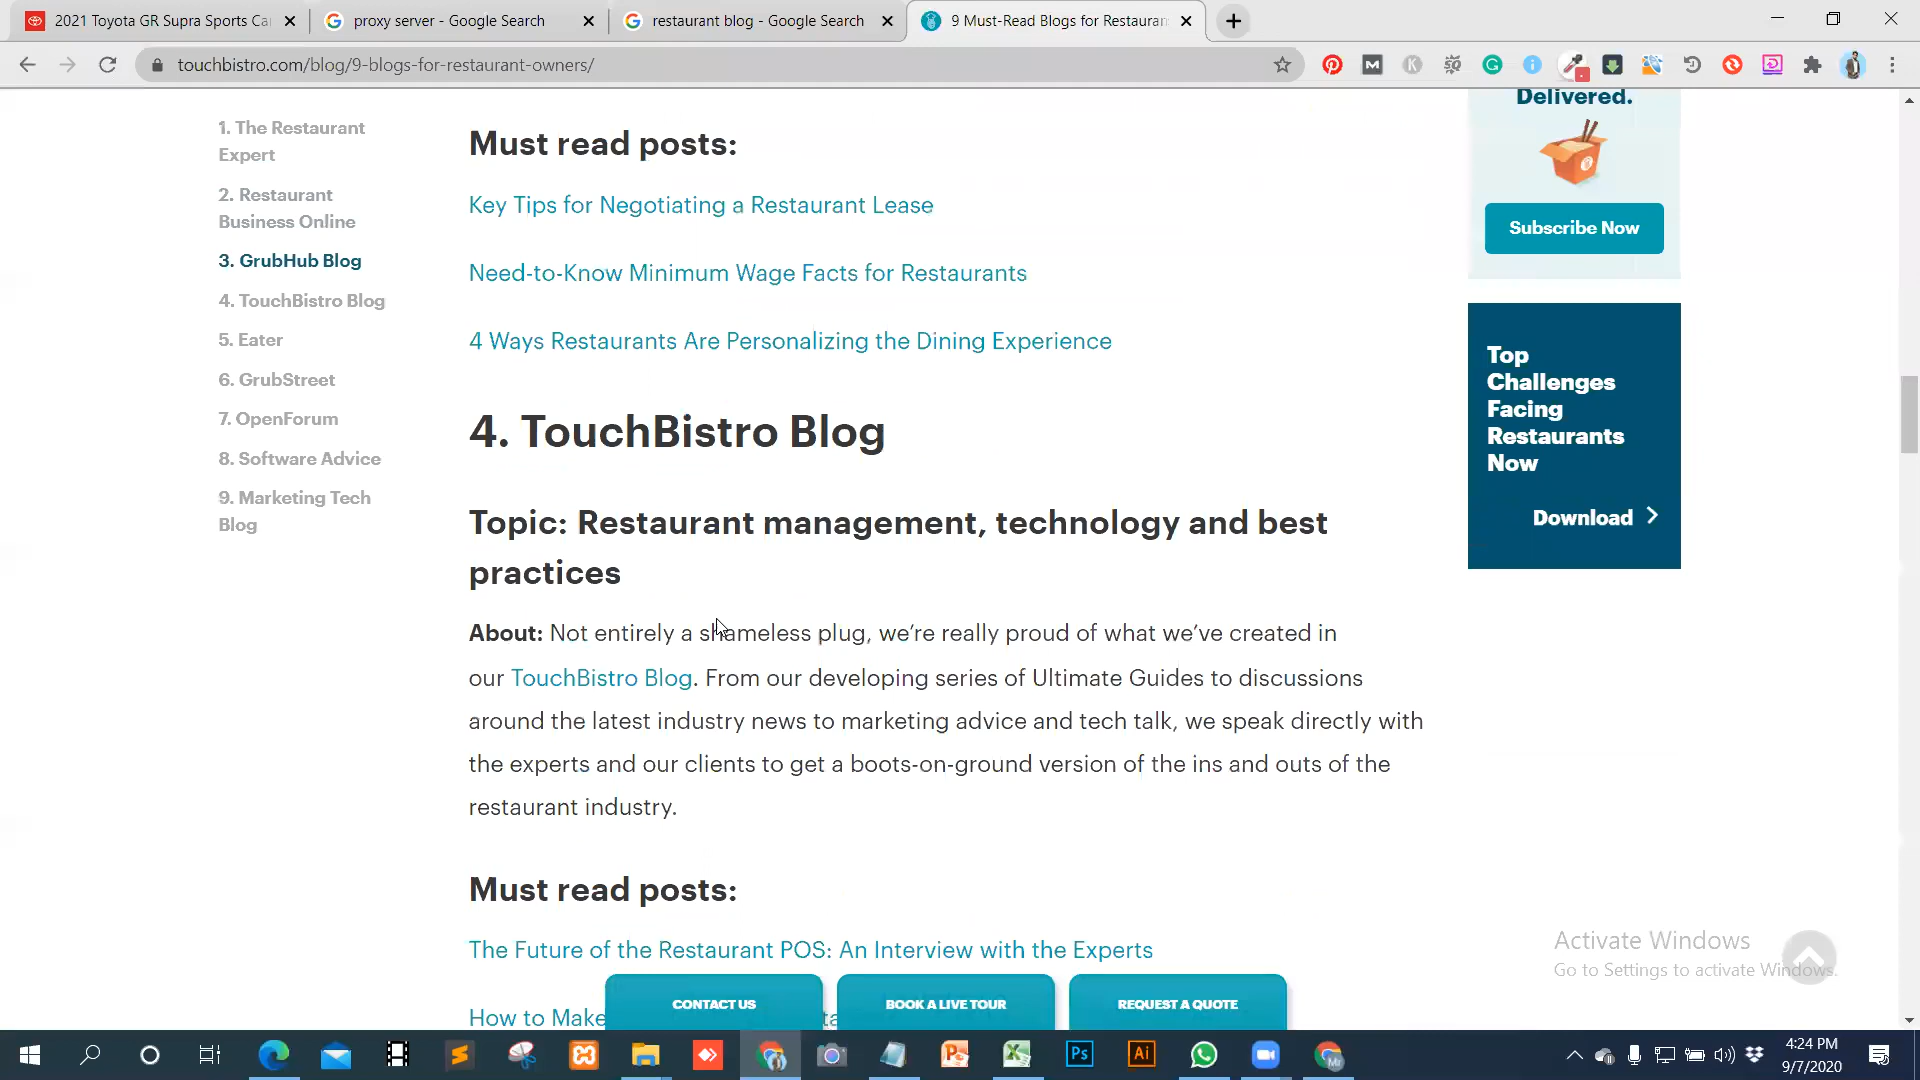 2021 Toyota GR Supra Sports Ca
proxy server - Google Search
restaurant blog - Google Search
9 Must-Read Blogs for Restauran
touchbistro.com/blog/9-blogs-for-restaurant-owners/
1. The Restaurant
Expert
2. Restaurant
Business Online
3. GrubHub Blog
4. TouchBistro Blog
5. Eater
6. GrubStreet
7. OpenForum
8. Software Advice
9. Marketing Tech
Blog
Must read posts:
Key Tips for Negotiating a Restaurant Lease
Need-to-Know Minimum Wage Facts for Restaurants
4 Ways Restaurants Are Personalizing the Dining Experience
4. TouchBistro Blog
Topic: Restaurant management, technology and best
practices
About: Not entirely a shameless plug, we're really proud of what we've created in
our TouchBistro Blog. From our developing series of Ultimate Guides to discussions
around the latest industry news to marketing advice and tech talk, we speak directly with
the experts and our clients to get a boots-on-ground version of the ins and outs of the
restaurant industry.
Must read posts:
The Future of the Restaurant POS: An Interview with the Experts
How to Make
CONTACT US
BOOK A LIVE TOUR
REQUEST A QUOTE
Delivered.
Subscribe Now
Top
Challenges
Facing
Restaurants
Now
Download
Activate Windows
Go to Settings to activate Windows.
Ps
Ai
4:24 PM
9/7/2020